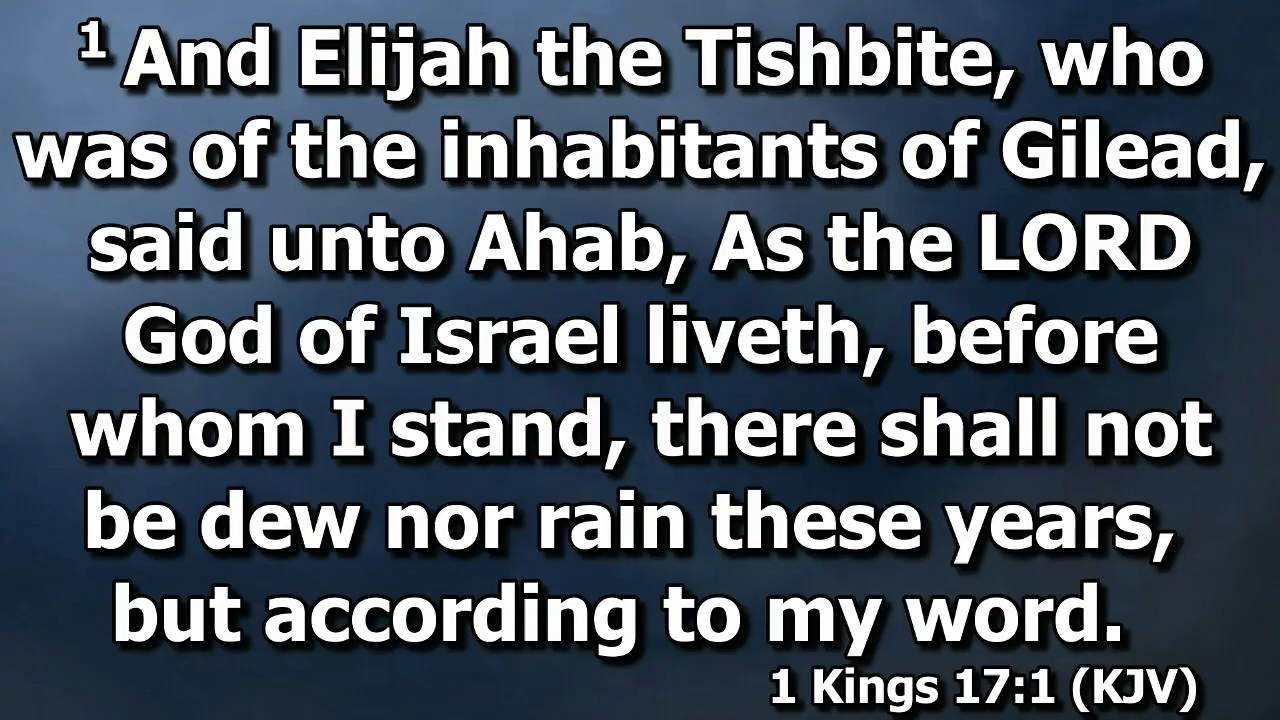 1 And Elijah the Tishbite, who
was of the inhabitants of Gilead,
said unto Ahab, As the LORD
God of Israel liveth, before
whom I stand, there shall not
be dew nor rain these years,
but according to my word.
1 Kings 17:1 (KJV)